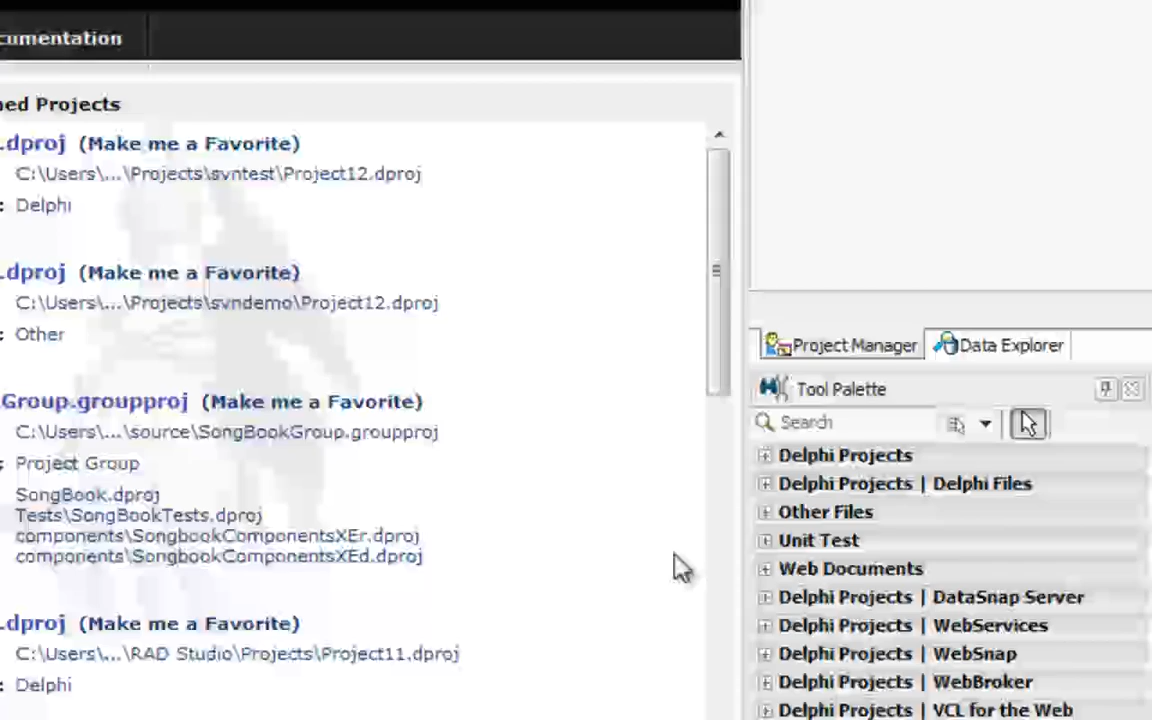 cumentation
ned Projects
.dproj (Make me a Favorite)
C:\Users\...\Projects\svntest\Project12.dproj
: Delphi
.dproj (Make me a Favorite)
C:\Users\...\Projects\svndemo\Project12.dproj
: Other
Group.groupproj (Make me a Favorite)
C:\Users\...\source\SongBookGroup.groupproj
: Project Group
SongBook.dproj
Tests\SongBookTests.dproj
components\SongbookComponentsXEr.dproj
components\SongbookComponentsXEd.dproj
.dproj (Make me a Favorite)
C:\Users\...\RAD Studio\Projects\Project11.dproj
: Delphi
Project Manager Data Explorer
Tool Palette
Search
Delphi Projects
Delphi Projects | Delphi Files
Other Files
Unit Test
Web Documents
Delphi Projects | DataSnap Server
Delphi Projects | WebServices
Delphi Projects | WebSnap
Delphi Projects | WebBroker
Delphi Projects | VCL for the Web